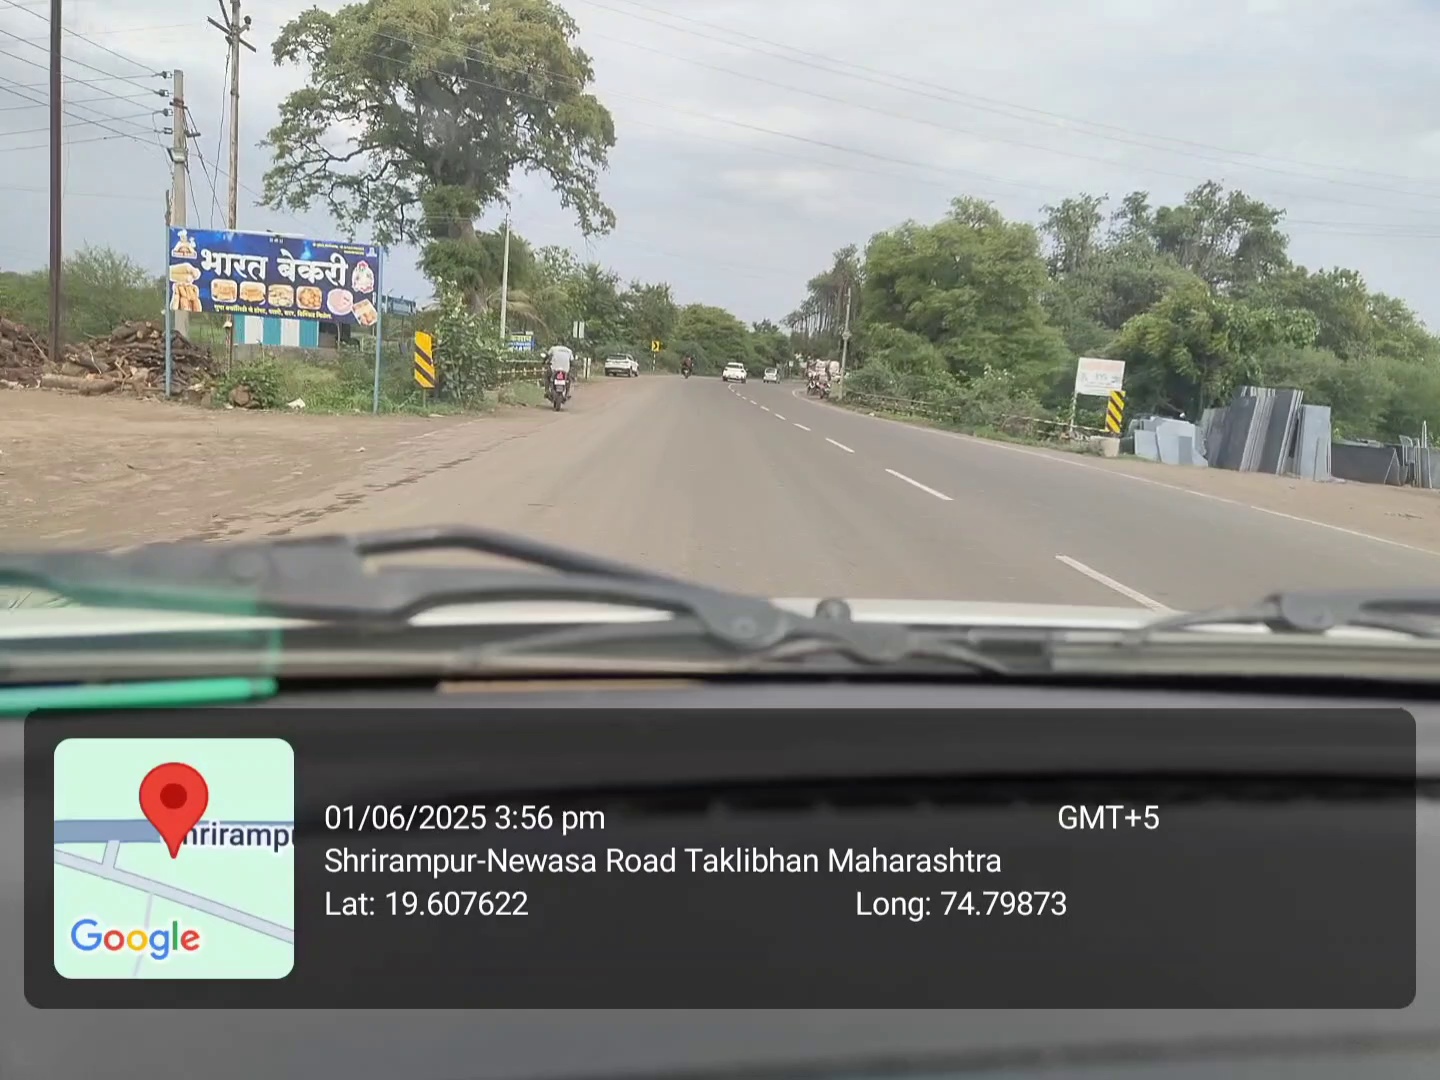 भारत बेकरी
Shrirampu
Google
01/06/2025 3:56 pm
GMT+5
Shrirampur-Newasa Road Taklibhan Maharashtra
Lat: 19.607622
Long: 74.79873